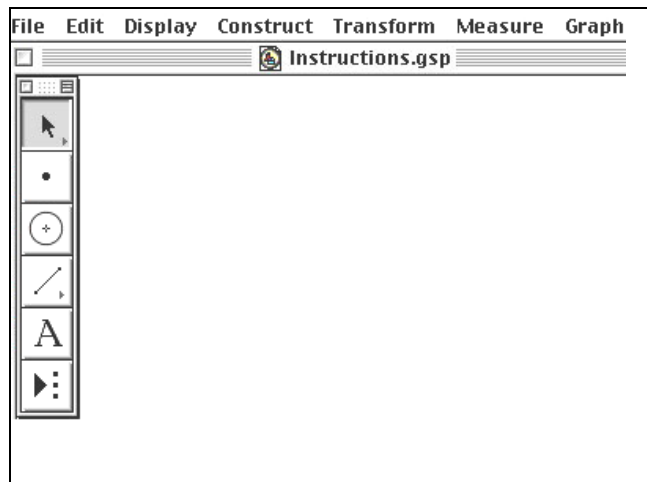 File Edit Display Construct Transform Measure Graph
Instructions.gsp
A